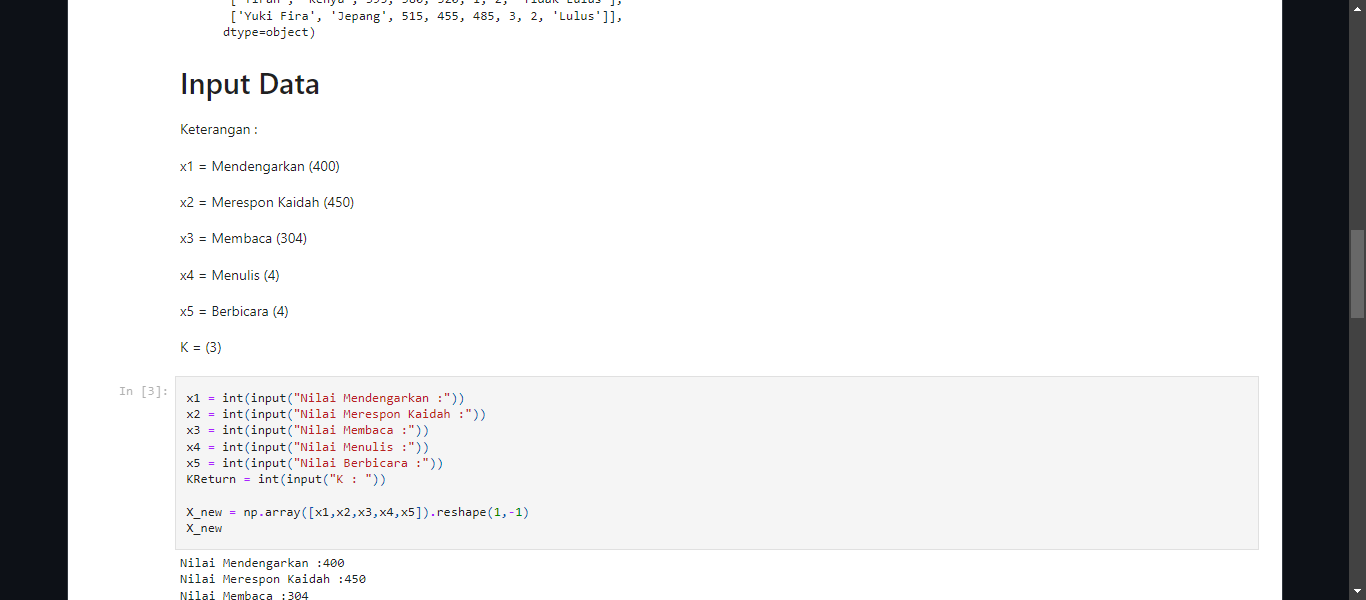 ['Yuki Fira', 'Jepang', 515, 455, 485, 3, 2, 'Lulus']],
dtype=object)
Input Data
Keterangan :
x1 = Mendengarkan (400)
x2 = Merespon Kaidah (450)
x3 = Membaca (304)
x4 = Menulis (4)
x5 = Berbicara (4)
K = (3)
In [3]:
x1 = int(input("Nilai Mendengarkan :"))
x2 = int(input("Nilai Merespon Kaidah :"))
x3 = int(input("Nilai Membaca :"))
x4 = int(input("Nilai Menulis :"))
x5 = int(input("Nilai Berbicara :"))
KReturn = int(input("K : "))
X_new = np.array([x1,x2,x3,x4,x5]).reshape(1,-1)
X_new
Nilai Mendengarkan :400
Nilai Merespon Kaidah :450
Nilai Membaca :304